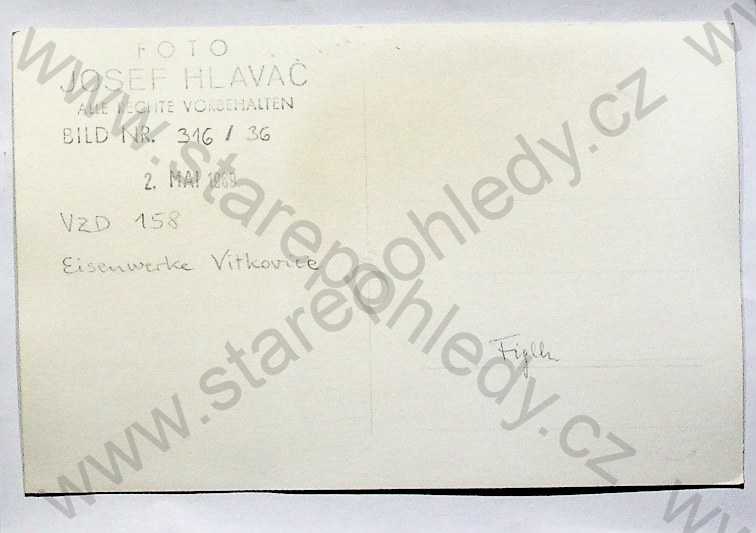 FOTO
JOSEF HLAVAČ
ALLE RECHTE VORBEHALTEN
BILD NR. 316 / 36
2. MAI 1969
VZD 158
Eisenwerke Vitkovice
www.starepohledy.cz
www.starepohledy.cz